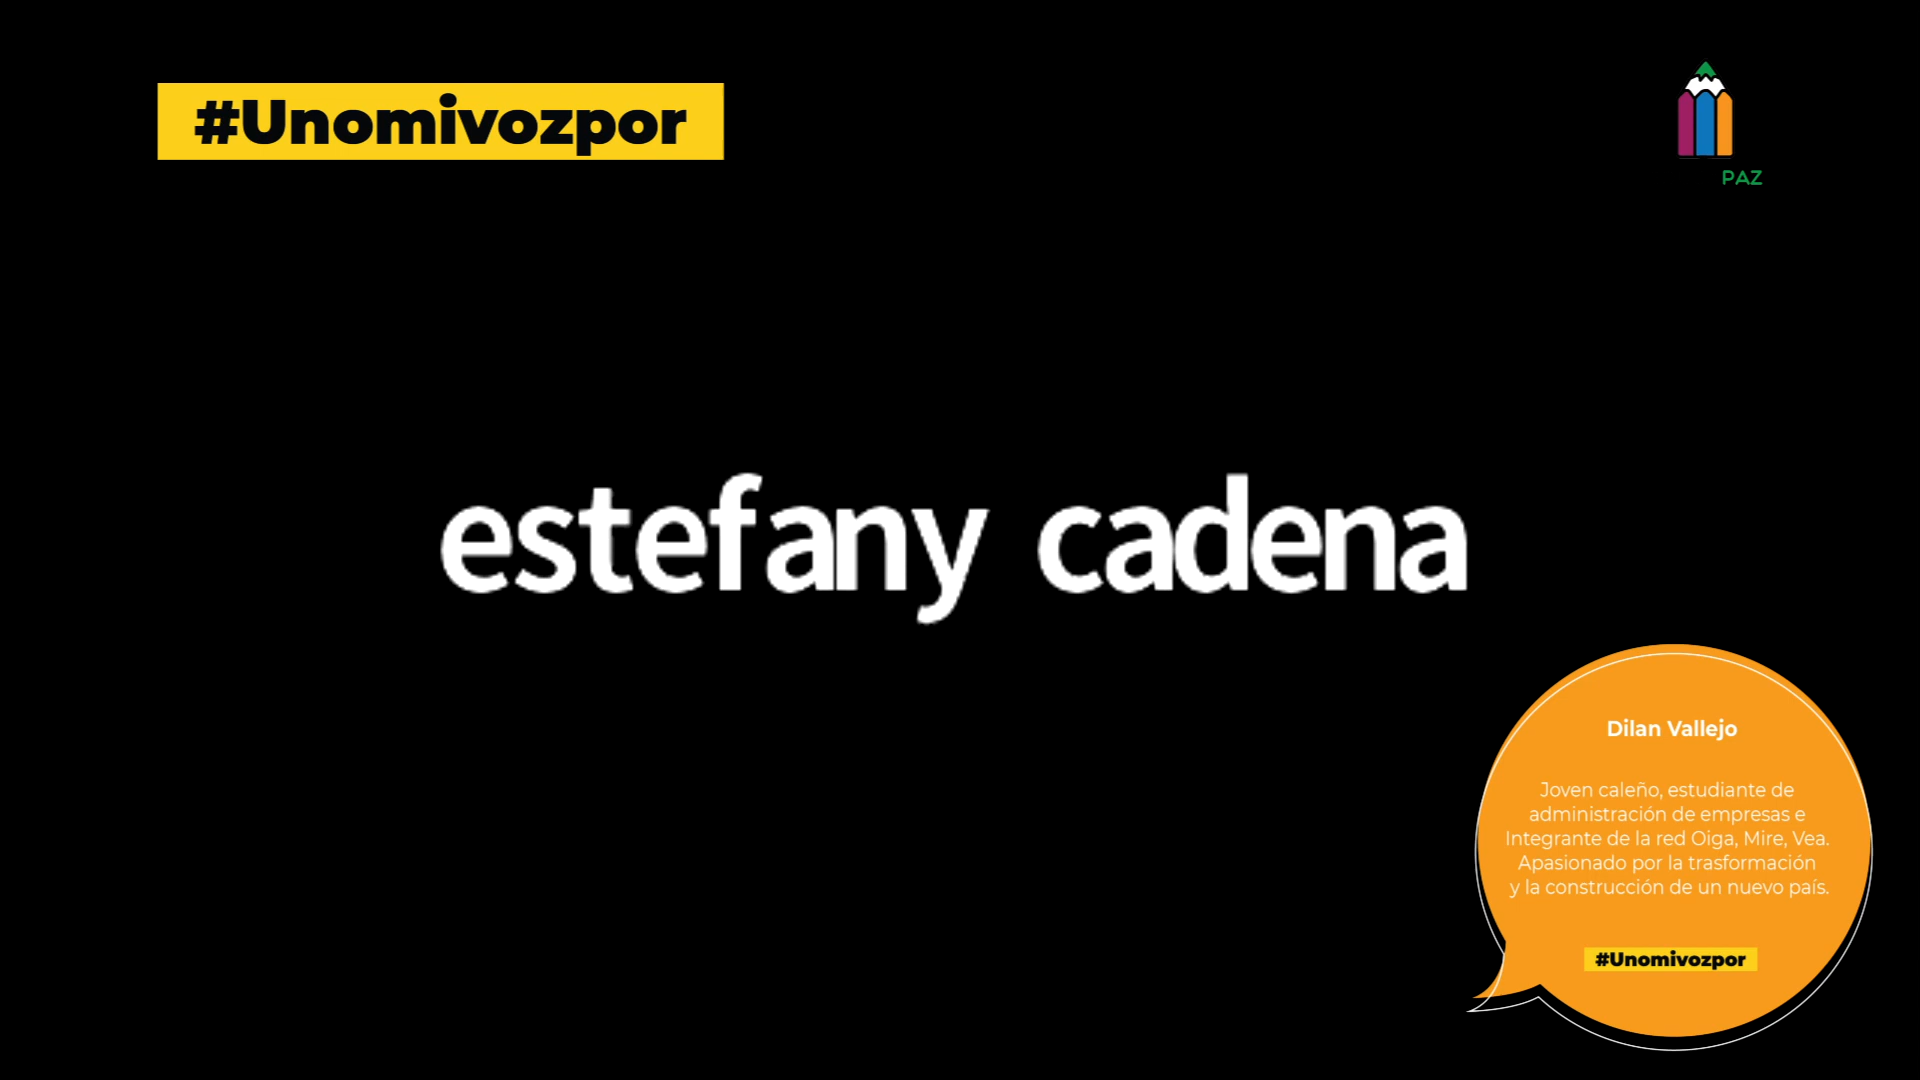 #Unomivozpor
PAZ
estefany cadena
Dilan Vallejo
Joven caleño, estudiante de
administración de empresas e
Integrante de la red Oiga, Mire, Vea.
Apasionado por la trasformación
y la construcción de un nuevo país.
#Unomivozpor